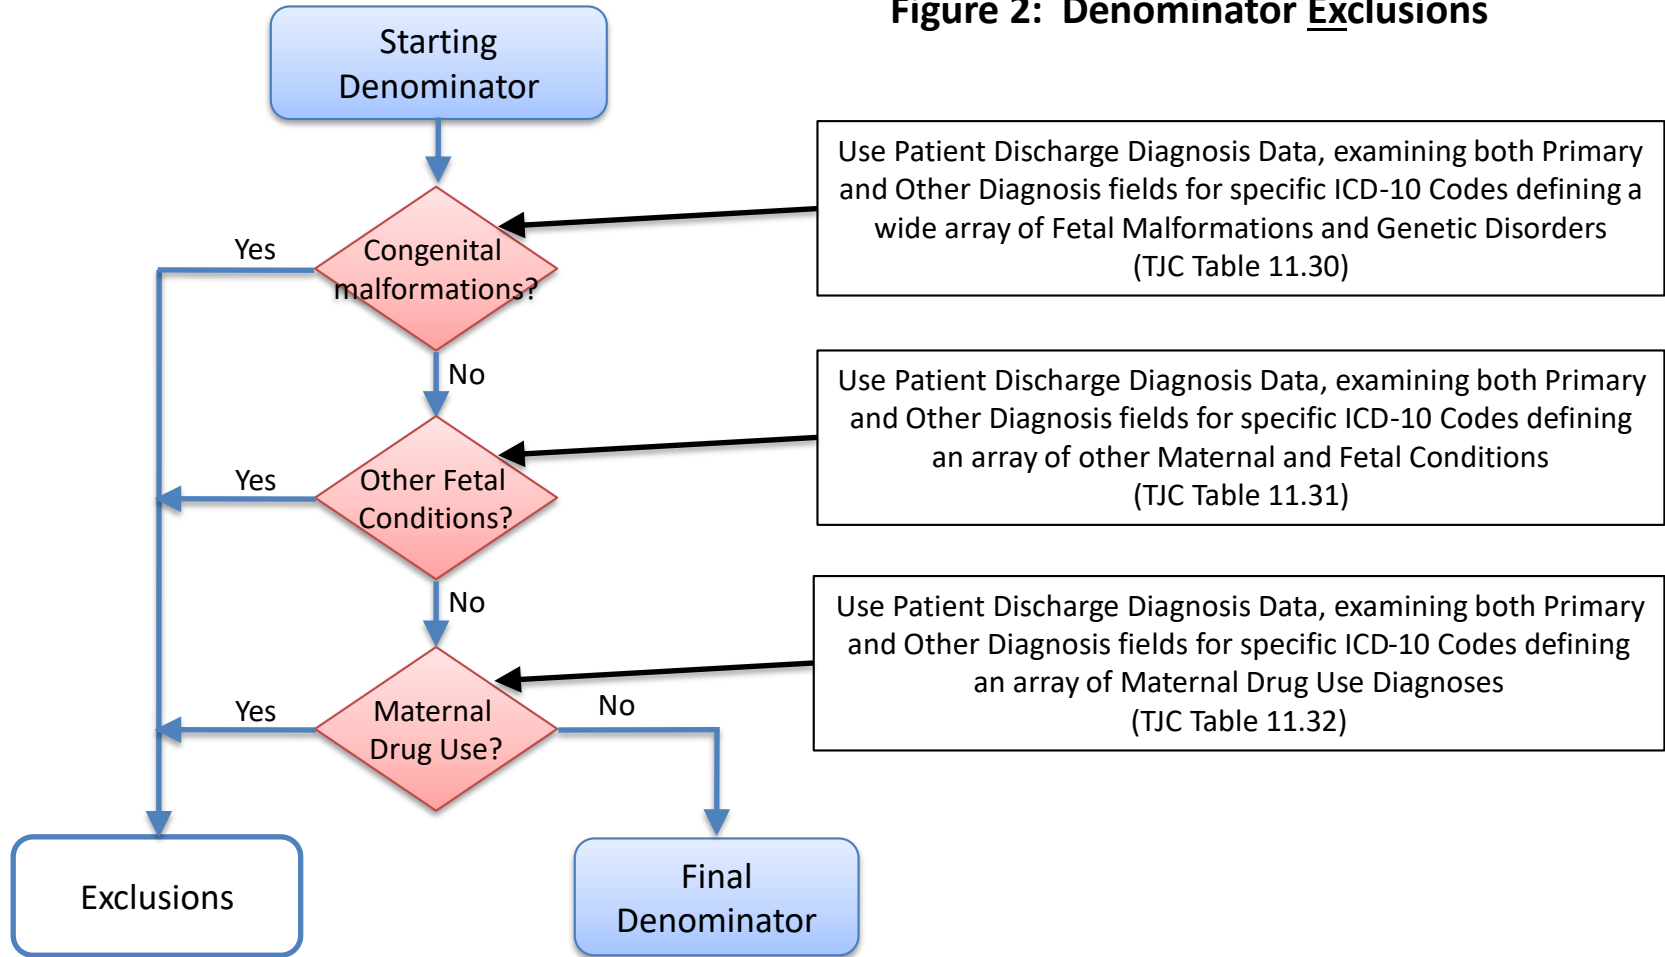 Figure 2:  Denominator Exclusions
Starting
Denominator
Use Patient Discharge Diagnosis Data, examining both Primary
and Other Diagnosis fields for specific ICD-10 Codes defining a
wide array of Fetal Malformations and Genetic Disorders
(TJC Table 11.30)
Yes
Congenital
malformations?
No
Use Patient Discharge Diagnosis Data, examining both Primary
and Other Diagnosis fields for specific ICD-10 Codes defining
an array of other Maternal and Fetal Conditions
(TJC Table 11.31)
Yes
Other Fetal
Conditions?
No
Use Patient Discharge Diagnosis Data, examining both Primary
and Other Diagnosis fields for specific ICD-10 Codes defining
an array of Maternal Drug Use Diagnoses
(TJC Table 11.32)
Yes
Maternal
Drug Use?
No
Exclusions
Final
Denominator